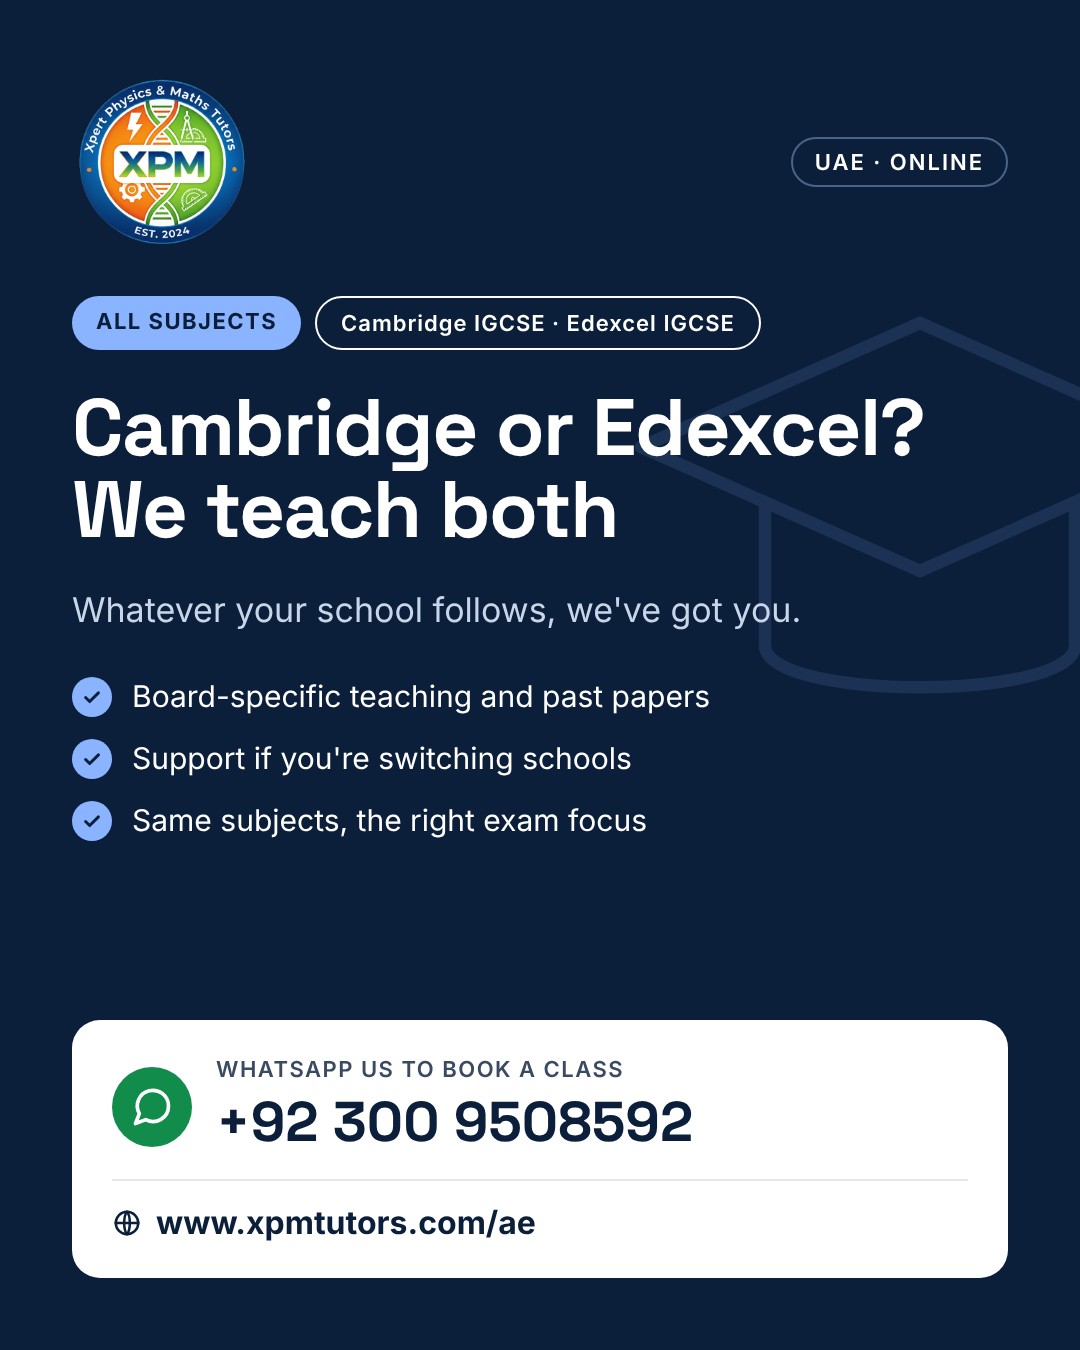 Xpert Physics & Maths Tutors
XPM
EST. 2024
UAE · ONLINE
ALL SUBJECTS
Cambridge IGCSE · Edexcel IGCSE
Cambridge or Edexcel?
We teach both
Whatever your school follows, we've got you.
Board-specific teaching and past papers
Support if you're switching schools
Same subjects, the right exam focus
WHATSAPP US TO BOOK A CLASS
+92 300 9508592
www.xpmtutors.com/ae